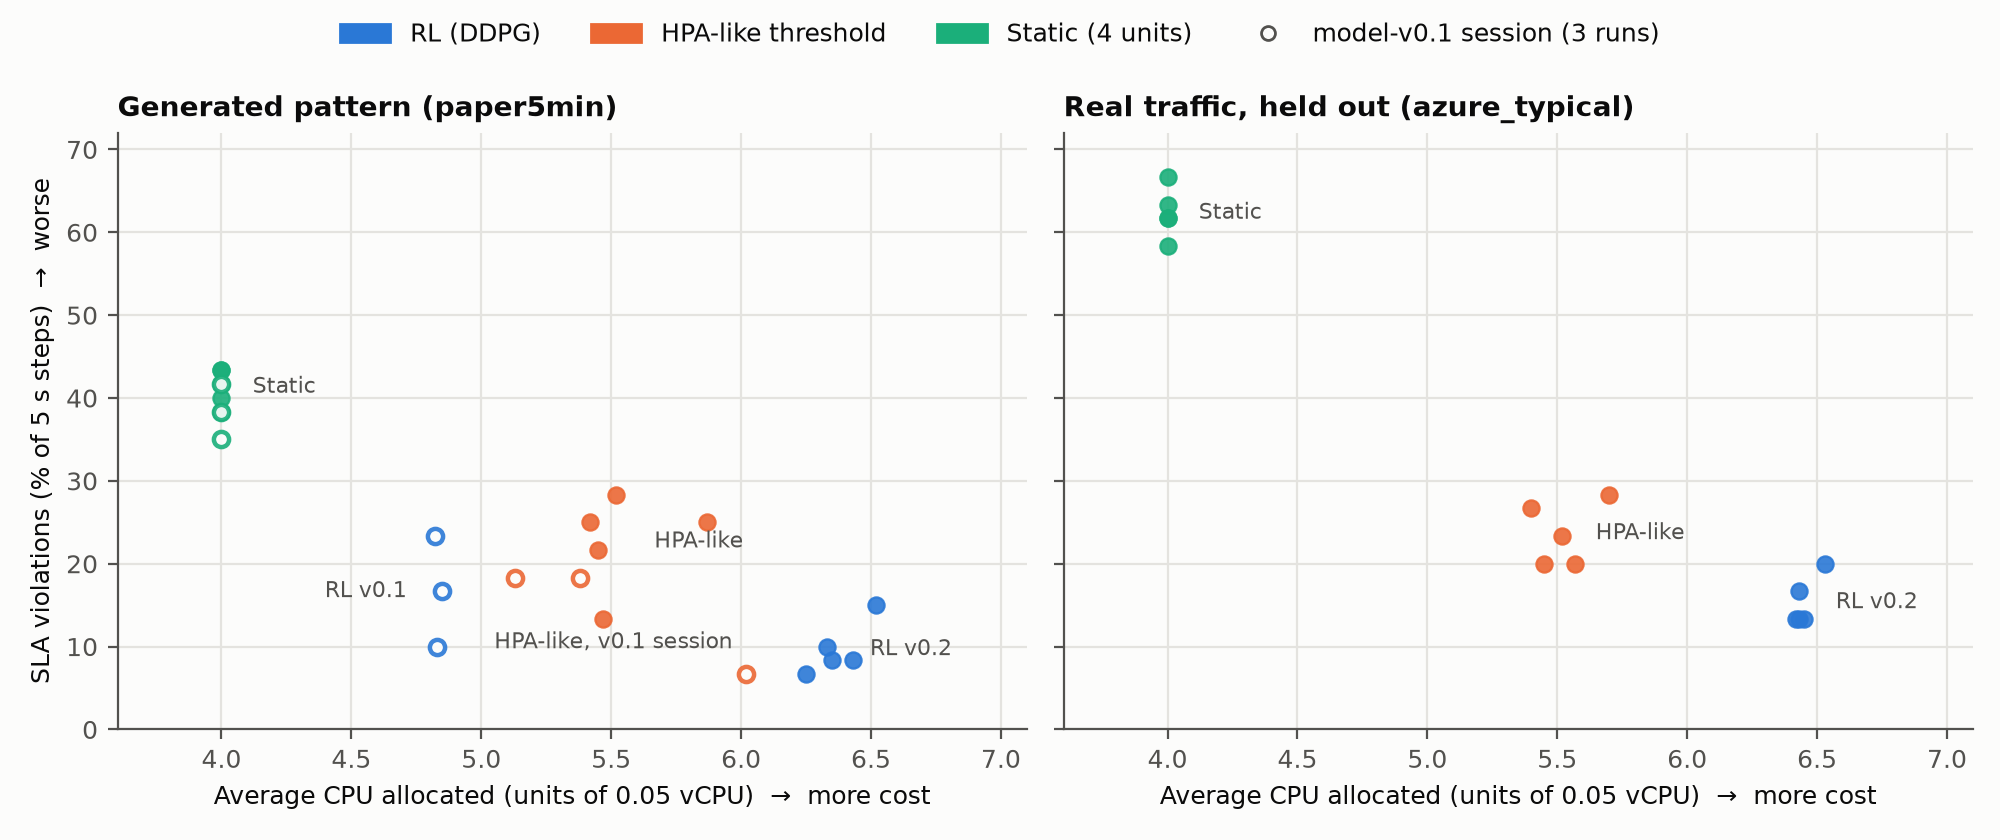 RL (DDPG) HPA-like threshold Static (4 units) model-v0.1 session (3 runs)
Generated pattern (paper5min)
SLA violations (% of 5 s steps) → worse
70
60
50
40
30
20
10
0
Static
HPA-like
RL v0.1
HPA-like, v0.1 session
RL v0.2
4.0 4.5 5.0 5.5 6.0 6.5 7.0
Average CPU allocated (units of 0.05 vCPU) → more cost
Real traffic, held out (azure_typical)
Static
HPA-like
RL v0.2
4.0 4.5 5.0 5.5 6.0 6.5 7.0
Average CPU allocated (units of 0.05 vCPU) → more cost